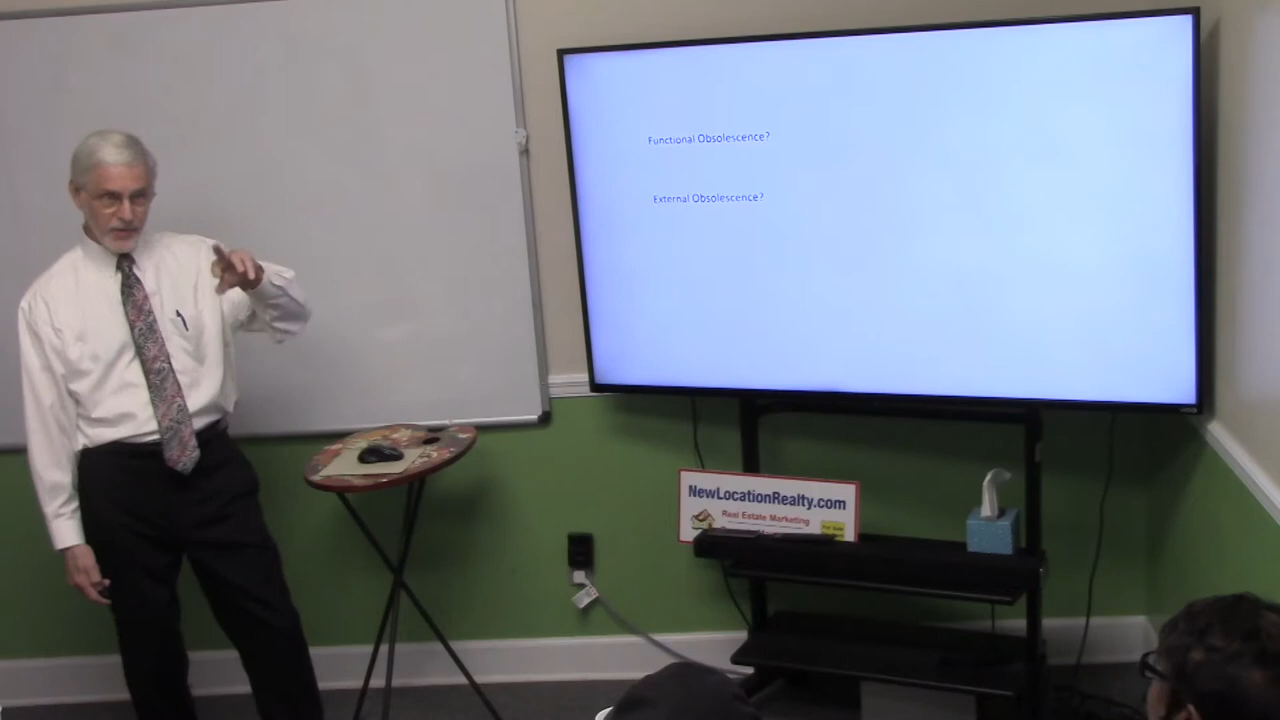 Functional Obsolescence?
External Obsolescence?
NewLocationRealty.com
Real Estate Marketing